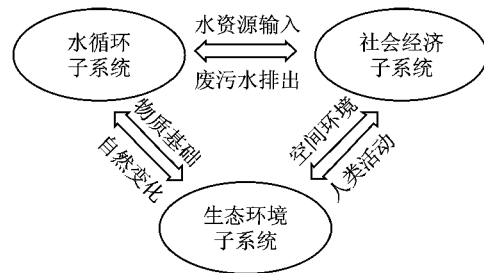 水循环
子系统
水资源输入
废污水排出
社会经济
子系统
物质基础
自然变化
空间环境
人类活动
生态环境
子系统